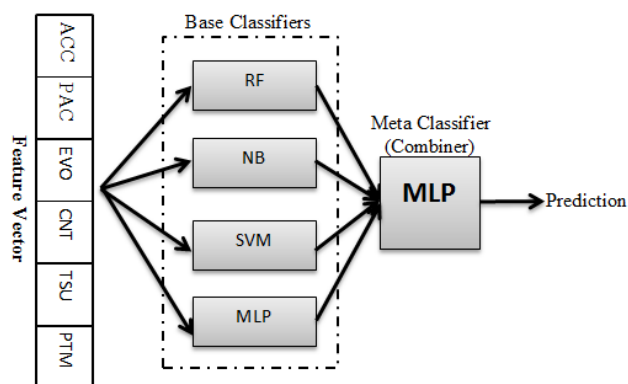 Feature Vector
ACC
PAC
EVO
CNT
TSU
PTM
Base Classifiers
RF
NB
SVM
MLP
Meta Classifier
(Combiner)
MLP
Prediction